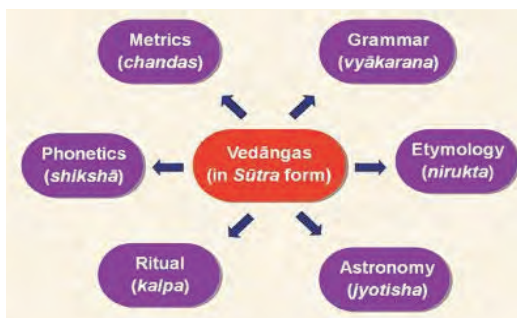 Metrics
(chandas)
Grammar
(vyākarana)
Phonetics
(shikshā)
Vedāngas
(in Sūtra form)
Etymology
(nirukta)
Ritual
(kalpa)
Astronomy
(jyotisha)